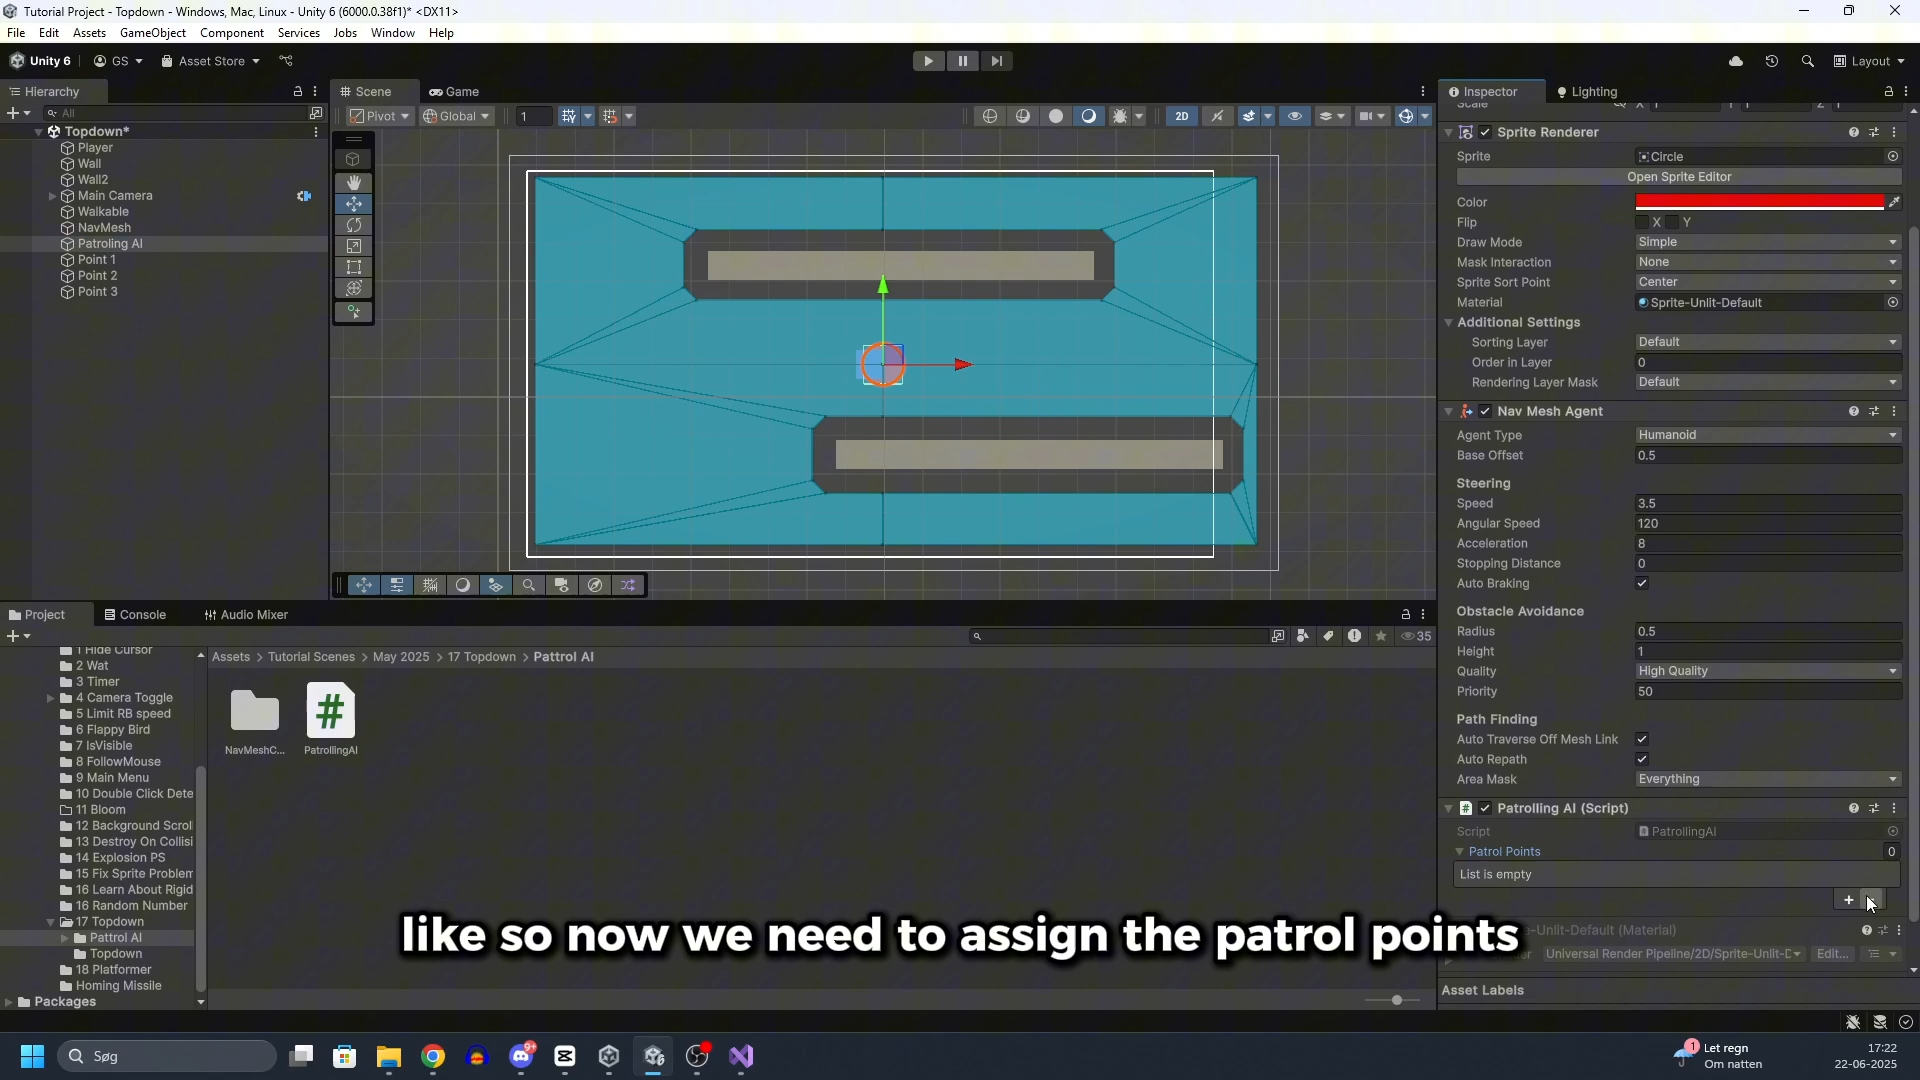 Tutorial Project - Topdown - Windows, Mac, Linux - Unity 6 (6000.0.38f1)* <DX11>
File Edit Assets GameObject Component Services Jobs Window Help
Unity 6 GS Asset Store Layout
Hierarchy
All
Topdown*
Player
Wall
Wall2
Main Camera
Walkable
NavMesh
Patroling AI
Point 1
Point 2
Point 3
Scene Game
Pivot Global 1 2D
Inspector Lighting
Scale X 1 Y 1 Z 1
Sprite Renderer
Sprite Circle
Open Sprite Editor
Color
Flip X Y
Draw Mode Simple
Mask Interaction None
Sprite Sort Point Center
Material Sprite-Unlit-Default
Additional Settings
Sorting Layer Default
Order in Layer 0
Rendering Layer Mask Default
Nav Mesh Agent
Agent Type Humanoid
Base Offset 0.5
Steering
Speed 3.5
Angular Speed 120
Acceleration 8
Stopping Distance 0
Auto Braking
Obstacle Avoidance
Radius 0.5
Height 1
Quality High Quality
Priority 50
Path Finding
Auto Traverse Off Mesh Link
Auto Repath
Area Mask Everything
Patrolling AI (Script)
Script PatrollingAI
Patrol Points 0
List is empty
e-Unlit-Default (Material)
Universal Render Pipeline/2D/Sprite-Unlit-D Edit...
Asset Labels
Project Console Audio Mixer
35
1 Hide Cursor
2 Wat
3 Timer
4 Camera Toggle
5 Limit RB speed
6 Flappy Bird
7 IsVisible
8 FollowMouse
9 Main Menu
10 Double Click Dete
11 Bloom
12 Background Scroll
13 Destroy On Collisi
14 Explosion PS
15 Fix Sprite Problem
16 Learn About Rigid
16 Random Number
17 Topdown
Pattrol AI
Topdown
18 Platformer
Homing Missile
Packages
Assets > Tutorial Scenes > May 2025 > 17 Topdown > Pattrol AI
NavMeshC... PatrollingAI
like so now we need to assign the patrol points
Søg
9+
1
Let regn
Om natten
17:22
22-06-2025